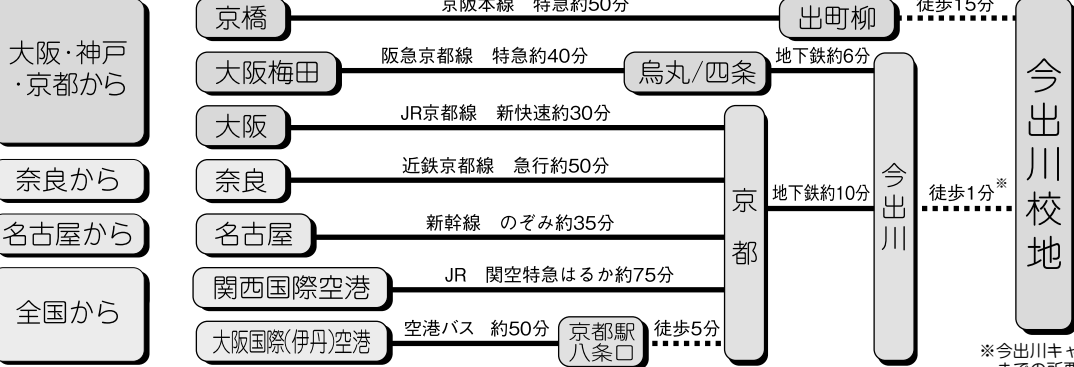 大阪・神戸
・京都から
京橋
京阪本線 特急約50分
出町柳
徒歩15分
大阪梅田
阪急京都線 特急約40分
烏丸/四条
地下鉄約6分
大阪
JR京都線 新快速約30分
奈良から
奈良
近鉄京都線 急行約50分
名古屋から
名古屋
新幹線 のぞみ約35分
全国から
関西国際空港
JR 関空特急はるか約75分
大阪国際(伊丹)空港
空港バス 約50分
京都駅
八条口
徒歩5分
京都
地下鉄約10分
今出川
徒歩1分※
今出川校地
※今出川キャ